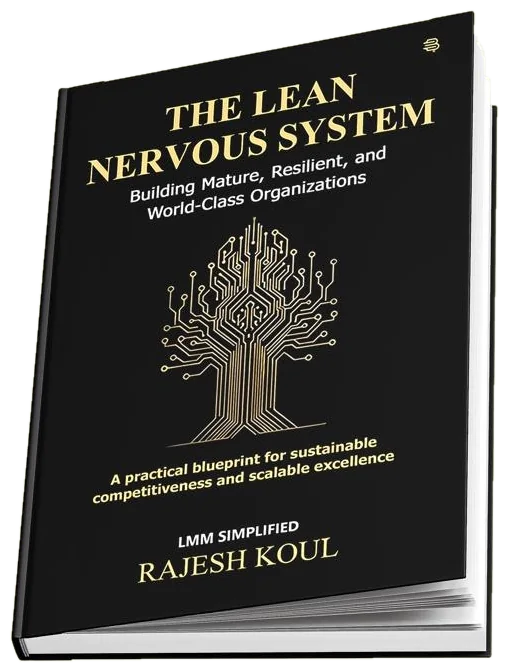 THE LEAN
NERVOUS SYSTEM
Building Mature, Resilient, and
World-Class Organizations
A practical blueprint for sustainable
competitiveness and scalable excellence
LMM SIMPLIFIED
RAJESH KOUL